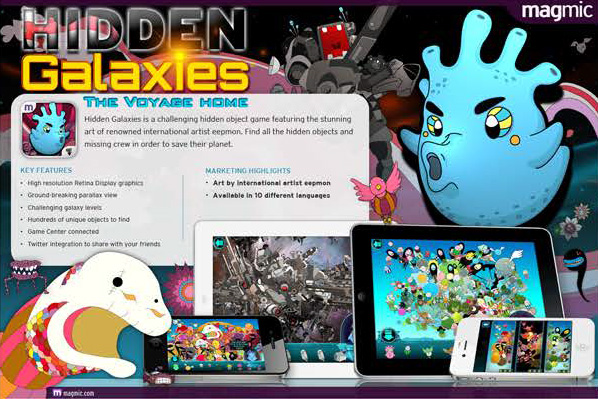 magmic
HIDDEN
Galaxies
THE VOYAGE HOME
Hidden Galaxies is a challenging hidden object game featuring the stunning
art of renowned international artist eepmon. Find all the hidden objects and
missing crew in order to save their planet.
KEY FEATURES
• High resolution Retina Display graphics
• Ground-breaking parallax view
• Challenging galaxy levels
• Hundreds of unique objects to find
• Game Center connected
• Twitter integration to share with your friends
MARKETING HIGHLIGHTS
• Art by international artist eepmon
• Available in 10 different languages
m magmic.com